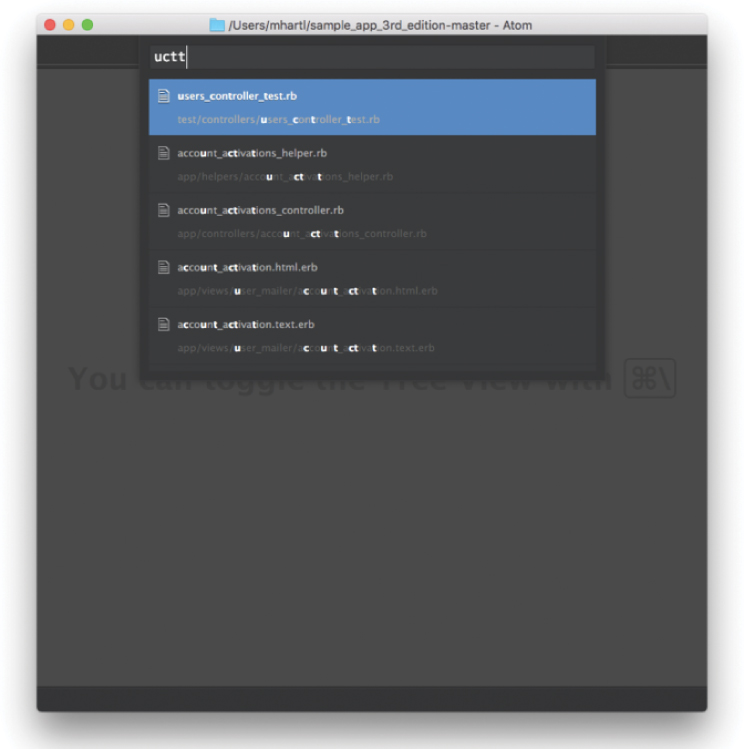 /Users/mhartl/sample_app_3rd_edition-master - Atom
uctt
users_controller_test.rb
test/controllers/users_controller_test.rb
account_activations_helper.rb
app/helpers/account_activations_helper.rb
account_activations_controller.rb
app/controllers/account_activations_controller.rb
account_activation.html.erb
app/views/user_mailer/account_activation.html.erb
account_activation.text.erb
app/views/user_mailer/account_activation.text.erb
You can toggle the Tree View with ⌘\